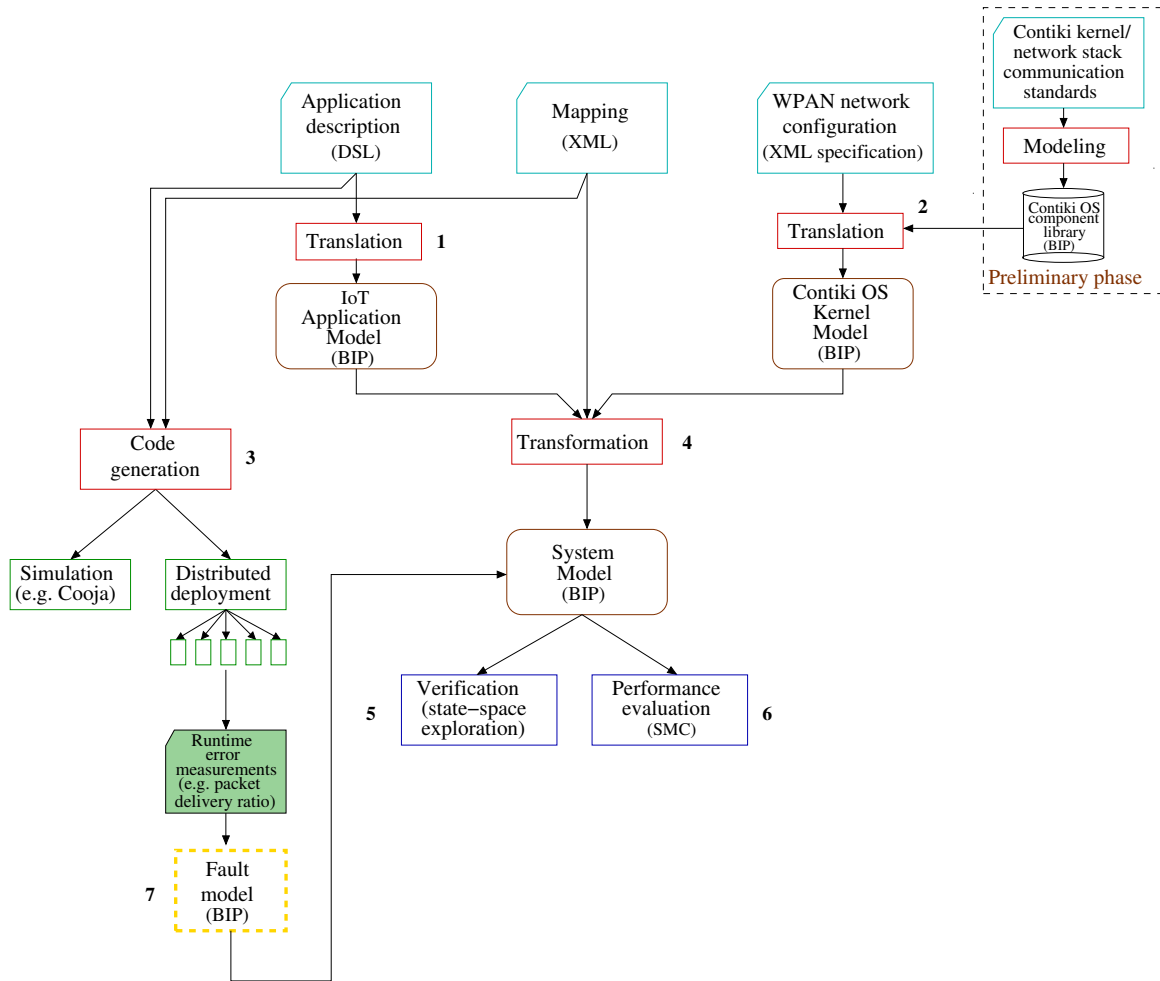 Contiki kernel/
network stack
communication
standards
Modeling
Contiki OS
component
library
(BIP)
Preliminary phase
Application
description
(DSL)
Mapping
(XML)
WPAN network
configuration
(XML specification)
Translation
1
Translation
2
IoT
Application
Model
(BIP)
Contiki OS
Kernel
Model
(BIP)
Code
generation
3
Transformation
4
Simulation
(e.g. Cooja)
Distributed
deployment
System
Model
(BIP)
5
Verification
(state-space
exploration)
Performance
evaluation
(SMC)
6
Runtime
error
measurements
(e.g. packet
delivery ratio)
7
Fault
model
(BIP)